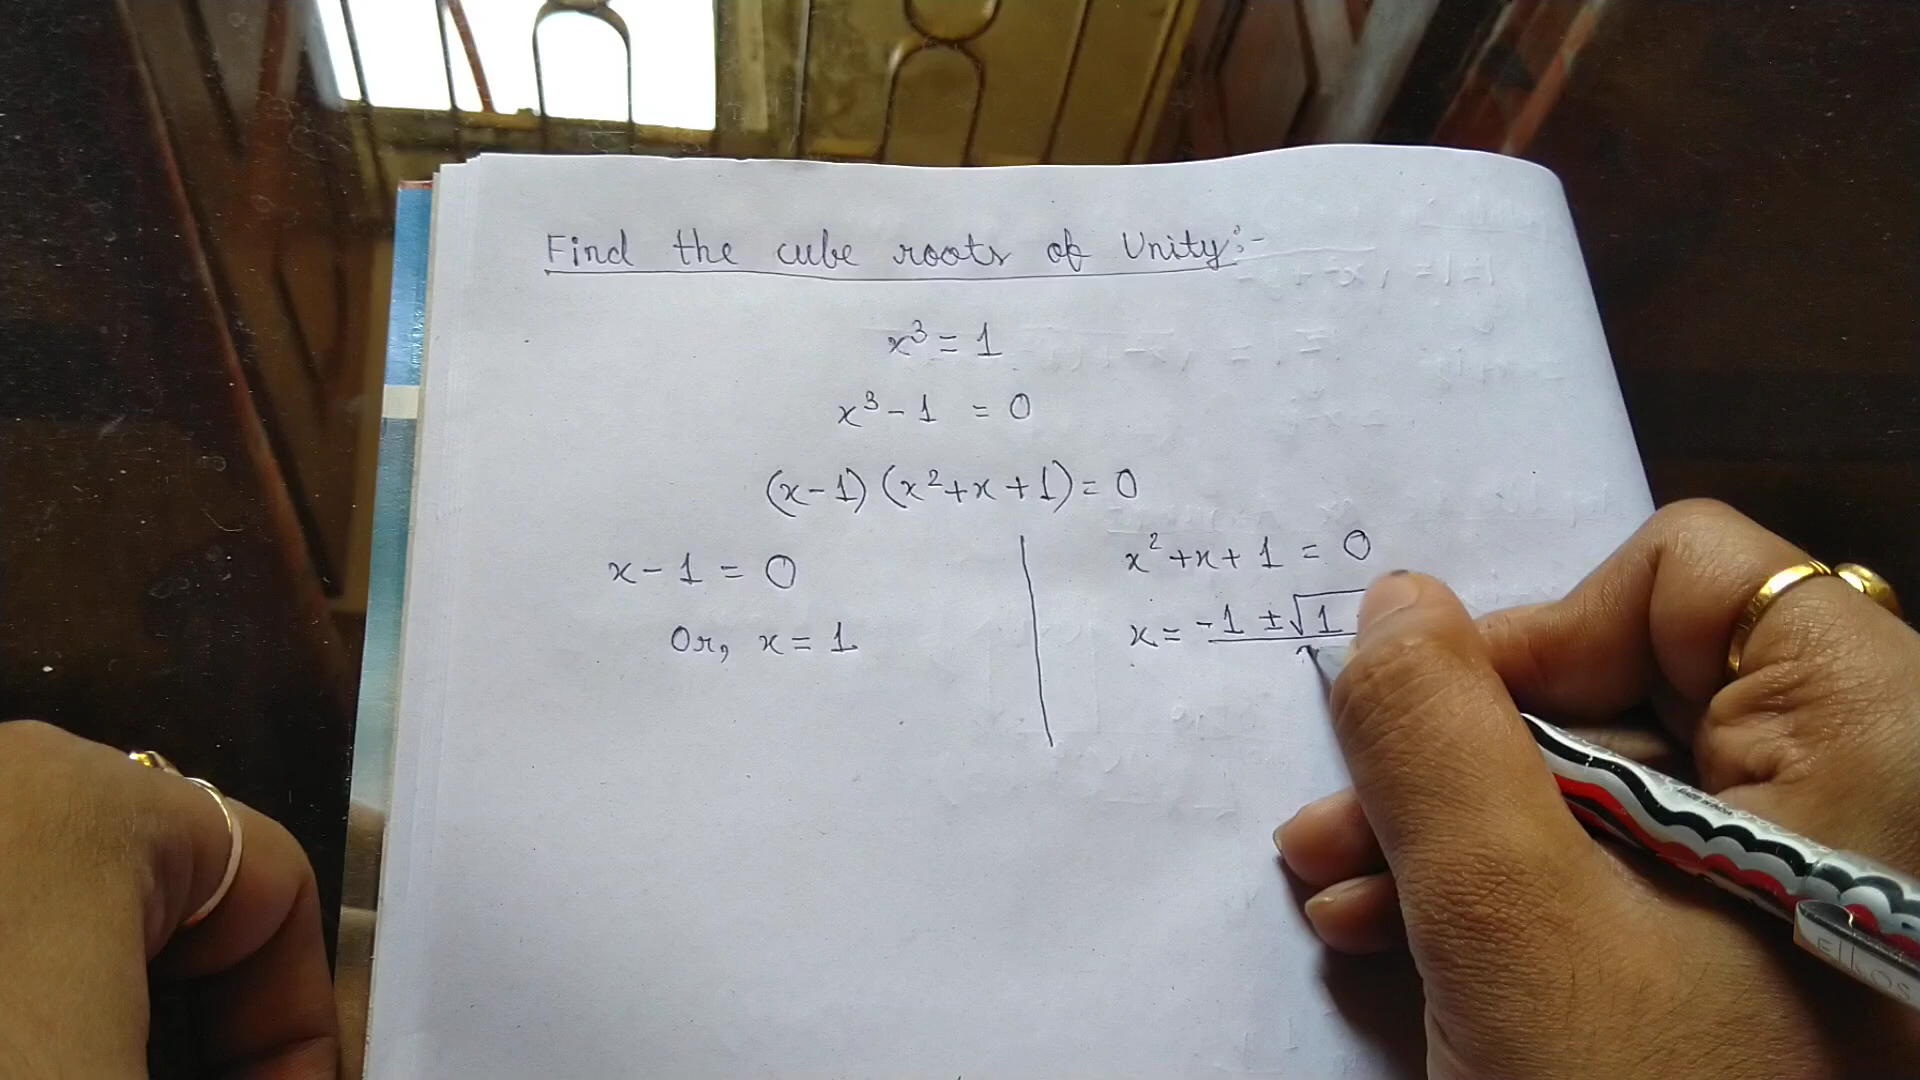 Find the cube roots of Unity:-
x³ = 1
x³ - 1 = 0
(x-1) (x²+x+1) = 0
x - 1 = 0
Or, x = 1
x² + x + 1 = 0
x = -1 ± √1
Elkos